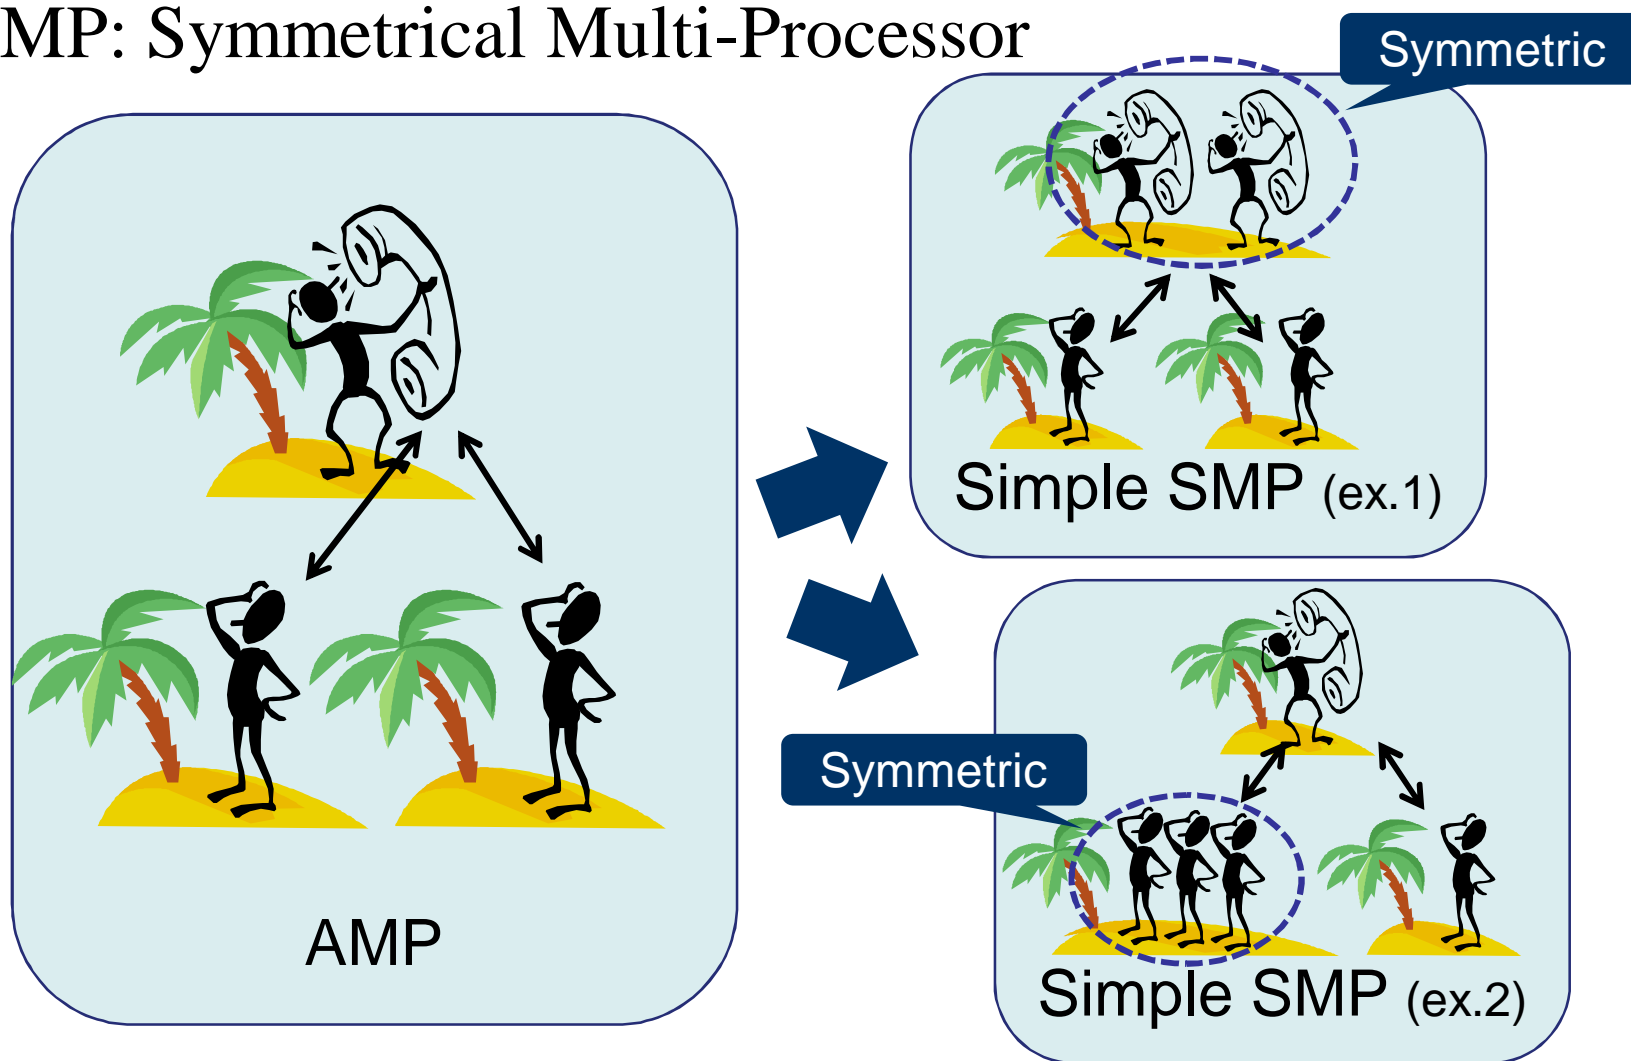 MP: Symmetrical Multi-Processor
Symmetric
Simple SMP (ex.1)
Symmetric
AMP
Simple SMP (ex.2)